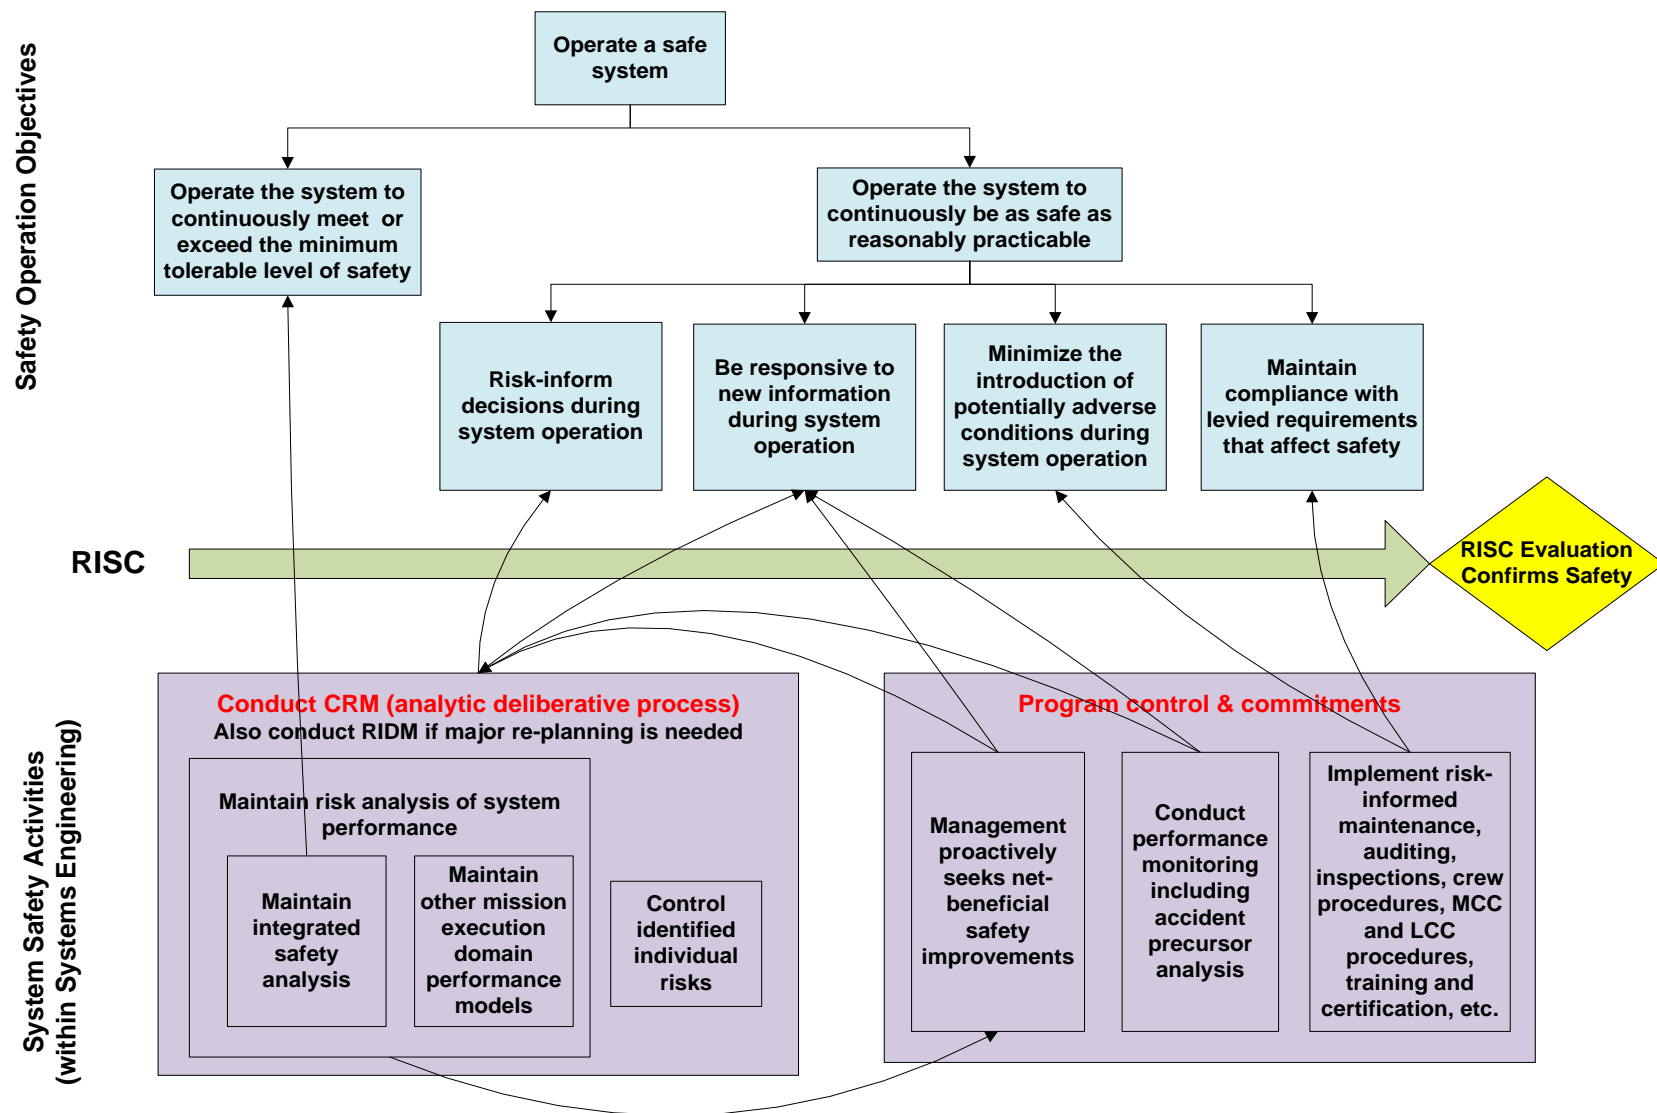 Safety Operation Objectives
Operate a safe
system
Operate the system to
continuously meet or
exceed the minimum
tolerable level of safety
Operate the system to
continuously be as safe as
reasonably practicable
Risk-inform
decisions during
system operation
Be responsive to
new information
during system
operation
Minimize the
introduction of
potentially adverse
conditions during
system operation
Maintain
compliance with
levied requirements
that affect safety
RISC
RISC Evaluation
Confirms Safety
System Safety Activities
(within Systems Engineering)
Conduct CRM (analytic deliberative process)
Also conduct RIDM if major re-planning is needed
Maintain risk analysis of system
performance
Maintain
integrated
safety
analysis
Maintain
other mission
execution
domain
performance
models
Control
identified
individual
risks
Program control & commitments
Management
proactively
seeks net-
beneficial
safety
improvements
Conduct
performance
monitoring
including
accident
precursor
analysis
Implement risk-
informed
maintenance,
auditing,
inspections, crew
procedures, MCC
and LCC
procedures,
training and
certification, etc.